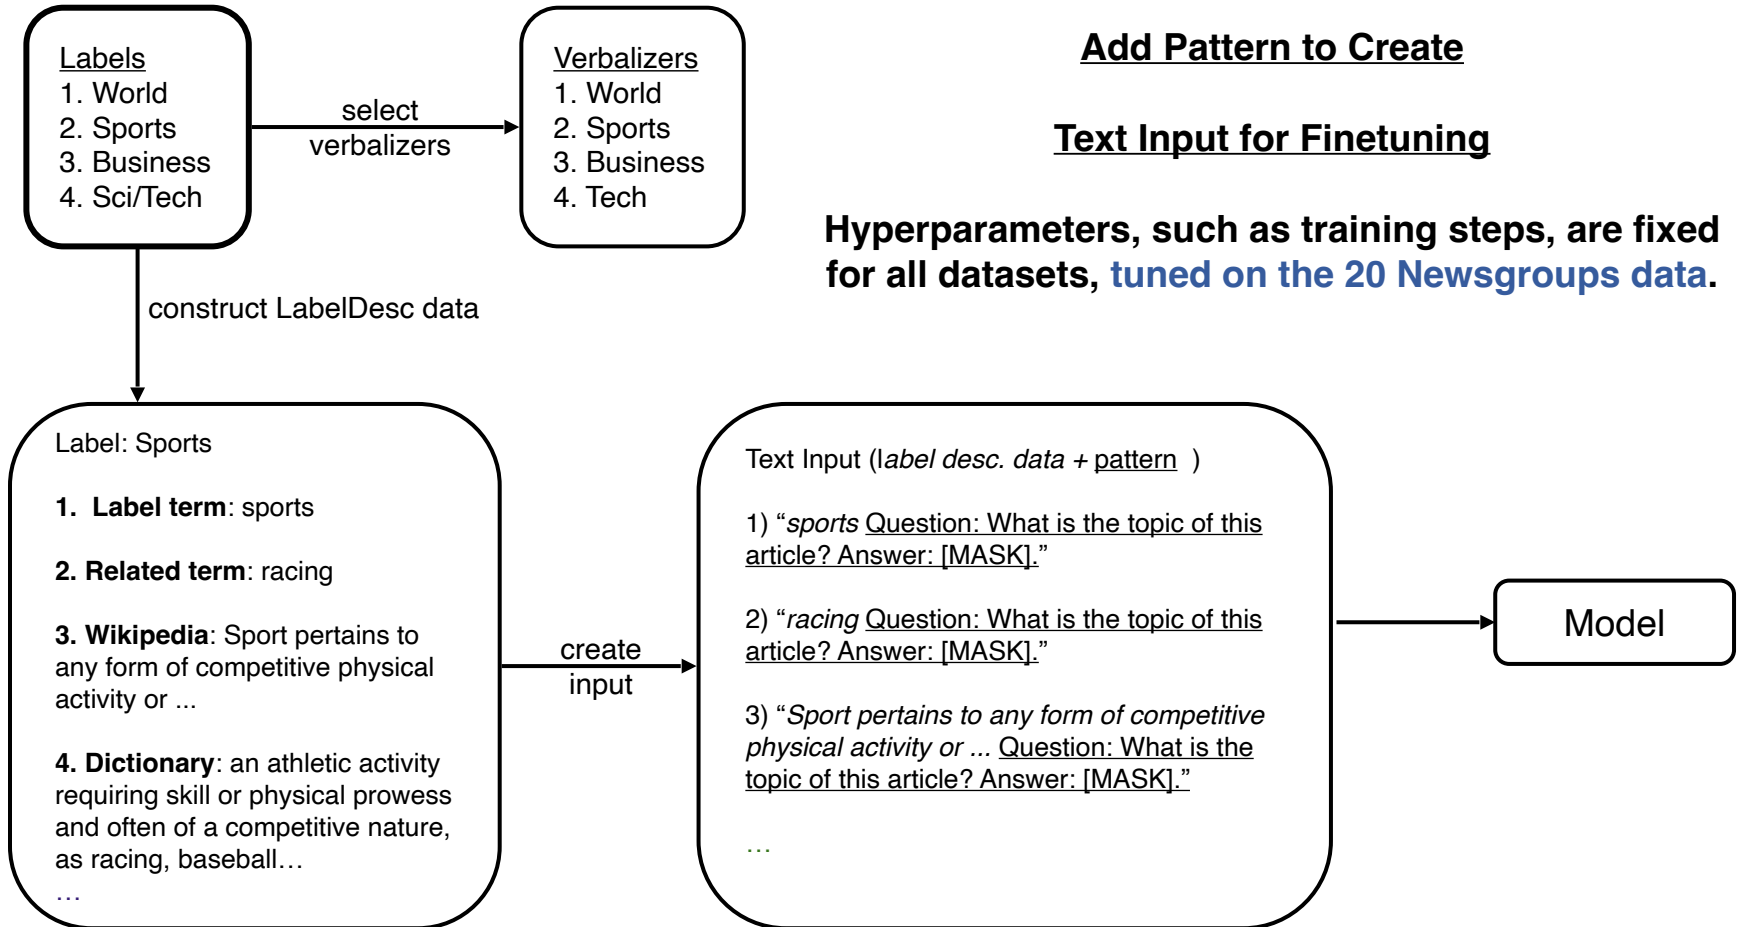 Labels
1. World
2. Sports
3. Business
4. Sci/Tech
select
verbalizers
Verbalizers
1. World
2. Sports
3. Business
4. Tech
Add Pattern to Create
Text Input for Finetuning
Hyperparameters, such as training steps, are fixed
for all datasets, tuned on the 20 Newsgroups data.
construct LabelDesc data
Label: Sports
1. Label term: sports
2. Related term: racing
3. Wikipedia: Sport pertains to
any form of competitive physical
activity or ...
4. Dictionary: an athletic activity
requiring skill or physical prowess
and often of a competitive nature,
as racing, baseball…
…
create
input
Text Input (label desc. data + pattern )
1) “sports Question: What is the topic of this
article? Answer: [MASK].”
2) “racing Question: What is the topic of this
article? Answer: [MASK].”
3) “Sport pertains to any form of competitive
physical activity or ... Question: What is the
topic of this article? Answer: [MASK].”
…
Model